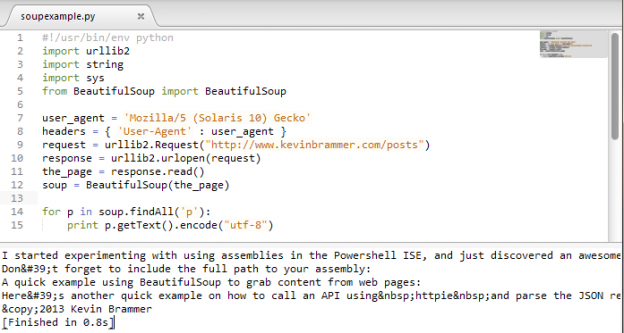 soupexample.py ×
1 #!/usr/bin/env python
2 import urllib2
3 import string
4 import sys
5 from BeautifulSoup import BeautifulSoup
6
7 user_agent = 'Mozilla/5 (Solaris 10) Gecko'
8 headers = { 'User-Agent' : user_agent }
9 request = urllib2.Request("http://www.kevinbrammer.com/posts")
10 response = urllib2.urlopen(request)
11 the_page = response.read()
12 soup = BeautifulSoup(the_page)
13
14 for p in soup.findAll('p'):
15     print p.getText().encode("utf-8")
I started experimenting with using assemblies in the Powershell ISE, and just discovered an awesome
Don&#39;t forget to include the full path to your assembly:
A quick example using BeautifulSoup to grab content from web pages:
Here&#39;s another quick example on how to call an API using&nbsp;httpie&nbsp;and parse the JSON re
&copy;2013 Kevin Brammer
[Finished in 0.8s]